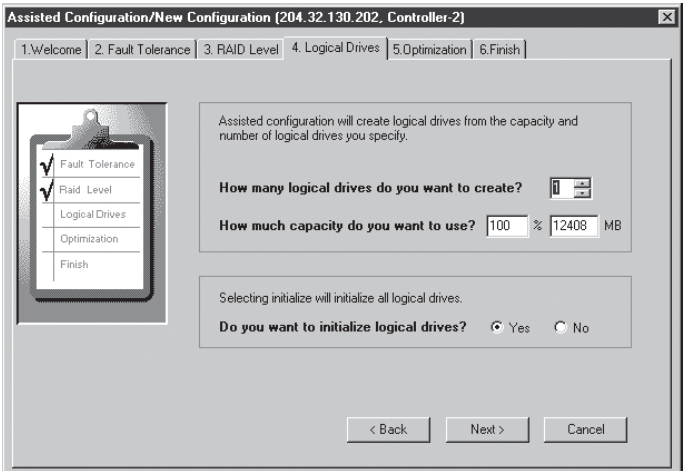 Assisted Configuration/New Configuration (204.32.130.202, Controller-2)
1.Welcome 2. Fault Tolerance 3. RAID Level 4. Logical Drives 5.Optimization 6.Finish
Fault Tolerance
Raid Level
Logical Drives
Optimization
Finish
Assisted configuration will create logical drives from the capacity and
number of logical drives you specify.
How many logical drives do you want to create? 1
How much capacity do you want to use? 100 % 12408 MB
Selecting initialize will initialize all logical drives.
Do you want to initialize logical drives? Yes No
< Back Next > Cancel